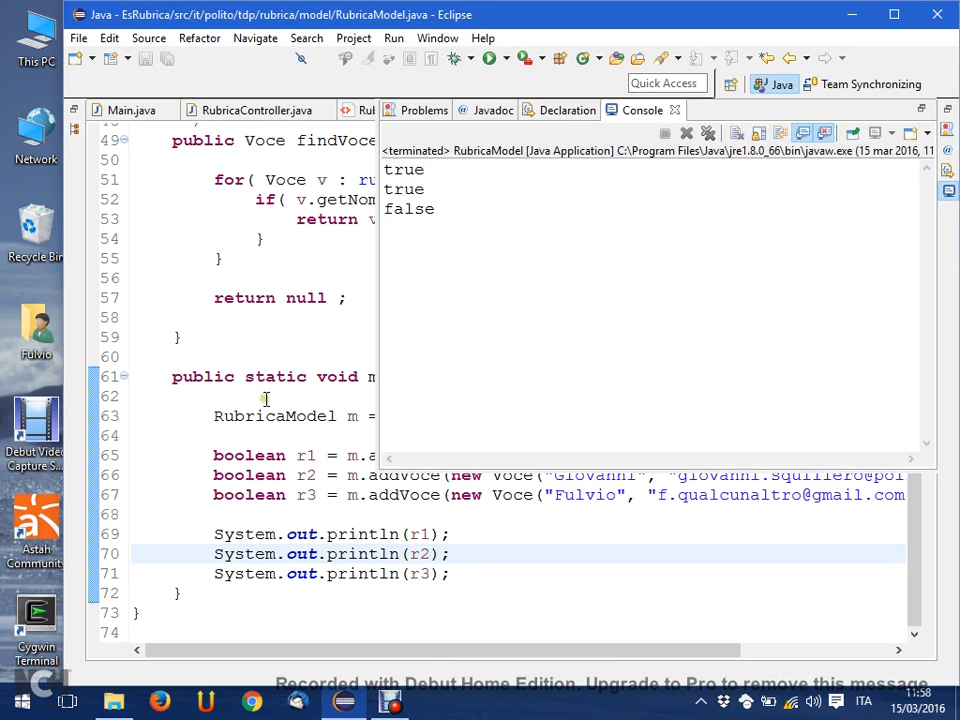 Java - EsRubrica/src/it/polito/tdp/rubrica/model/RubricaModel.java - Eclipse
File Edit Source Refactor Navigate Search Project Run Window Help
Quick Access
Java
Team Synchronizing
Main.java
RubricaController.java
Problems
Javadoc
Declaration
Console
<terminated> RubricaModel [Java Application] C:\Program Files\Java\jre1.8.0_66\bin\javaw.exe (15 mar 2016, 11
true
true
false
49 public Voce findVoce
50
51 for( Voce v : ru
52 if( v.getNom
53 return v
54 }
55 }
56
57 return null ;
58
59 }
60
61 public static void m
62
63 RubricaModel m =
64
65 boolean r1 = m.a
66 boolean r2 = m.addVoce(new Voce("Giovanni", "giovanni.squillero@pol
67 boolean r3 = m.addVoce(new Voce("Fulvio", "f.qualcunaltro@gmail.com
68
69 System.out.println(r1);
70 System.out.println(r2);
71 System.out.println(r3);
72 }
73 }
74
This PC
Network
Recycle Bin
Fulvio
Debut Video
Capture S...
Astah
Community
Cygwin
Terminal
Recorded with Debut Home Edition. Upgrade to Pro to remove this message
ITA
11:58
15/03/2016